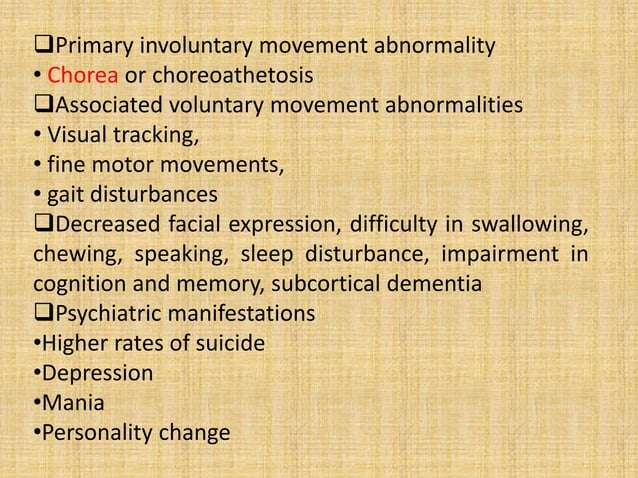 ❑Primary involuntary movement abnormality
• Chorea or choreoathetosis
❑Associated voluntary movement abnormalities
• Visual tracking,
• fine motor movements,
• gait disturbances
❑Decreased facial expression, difficulty in swallowing,
chewing, speaking, sleep disturbance, impairment in
cognition and memory, subcortical dementia
❑Psychiatric manifestations
•Higher rates of suicide
•Depression
•Mania
•Personality change